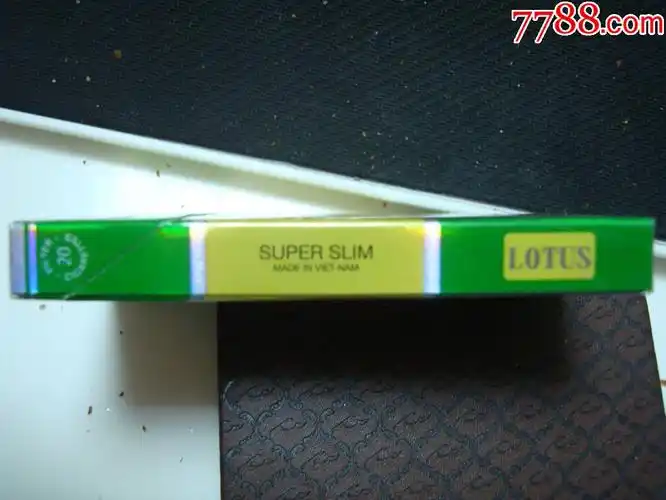 7788.com
20
SUPER SLIM
MADE IN VIET-NAM
LOTUS